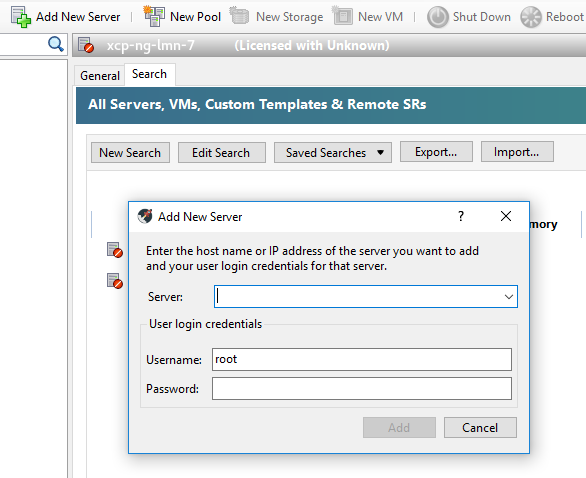 Add New Server New Pool New Storage New VM Shut Down Reboot
xcp-ng-lmn-7 (Licensed with Unknown)
General Search
All Servers, VMs, Custom Templates & Remote SRs
New Search Edit Search Saved Searches Export... Import...
Add New Server ?
mory
Enter the host name or IP address of the server you want to add
and your user login credentials for that server.
Server:
User login credentials
Username: root
Password:
Add Cancel